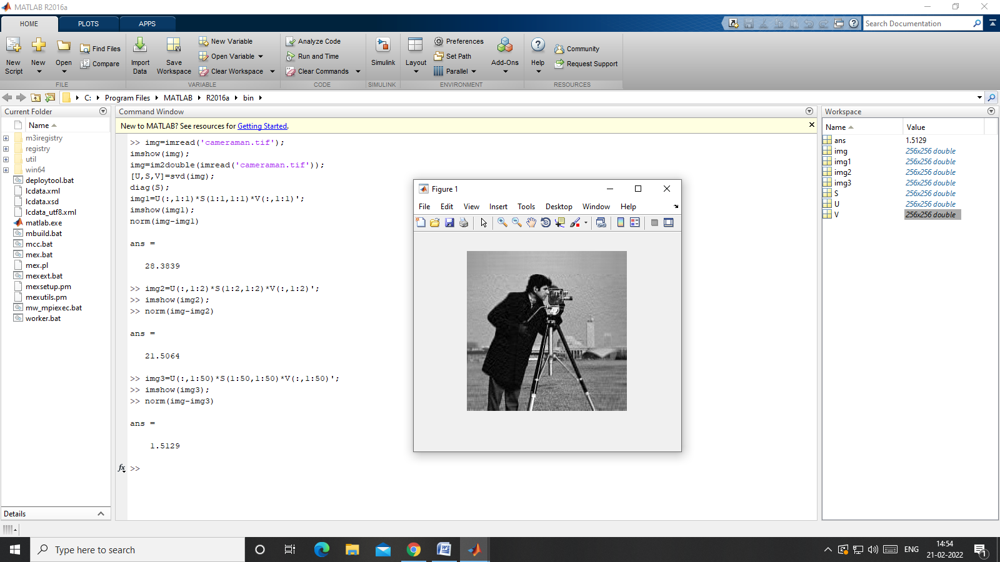 MATLAB R2016a
HOME PLOTS APPS
Search Documentation
New Script
New
Open
Find Files
Compare
Import Data
Save Workspace
New Variable
Open Variable
Clear Workspace
Analyze Code
Run and Time
Clear Commands
Simulink
Layout
Preferences
Set Path
Parallel
Add-Ons
Help
Community
Request Support
FILE VARIABLE CODE SIMULINK ENVIRONMENT RESOURCES
C: Program Files MATLAB R2016a bin
Current Folder
Name
m3iregistry
registry
util
win64
deploytool.bat
lcdata.xml
lcdata.xsd
lcdata_utf8.xml
matlab.exe
mbuild.bat
mcc.bat
mex.bat
mex.pl
mexext.bat
mexsetup.pm
mexutils.pm
mw_mpiexec.bat
worker.bat
Details
Command Window
New to MATLAB? See resources for Getting Started.
>> img=imread('cameraman.tif');
imshow(img);
img=im2double(imread('cameraman.tif'));
[U,S,V]=svd(img);
diag(S);
img1=U(:,1:1)*S(1:1,1:1)*V(:,1:1)';
imshow(img1);
norm(img-img1)
ans =
28.3839
>> img2=U(:,1:2)*S(1:2,1:2)*V(:,1:2)';
>> imshow(img2);
>> norm(img-img2)
ans =
21.5064
>> img3=U(:,1:50)*S(1:50,1:50)*V(:,1:50)';
>> imshow(img3);
>> norm(img-img3)
ans =
1.5129
fx >>
Figure 1
File Edit View Insert Tools Desktop Window Help
Workspace
Name Value
ans 1.5129
img 256x256 double
img1 256x256 double
img2 256x256 double
img3 256x256 double
S 256x256 double
U 256x256 double
V 256x256 double
Type here to search
ENG
14:54
21-02-2022
1